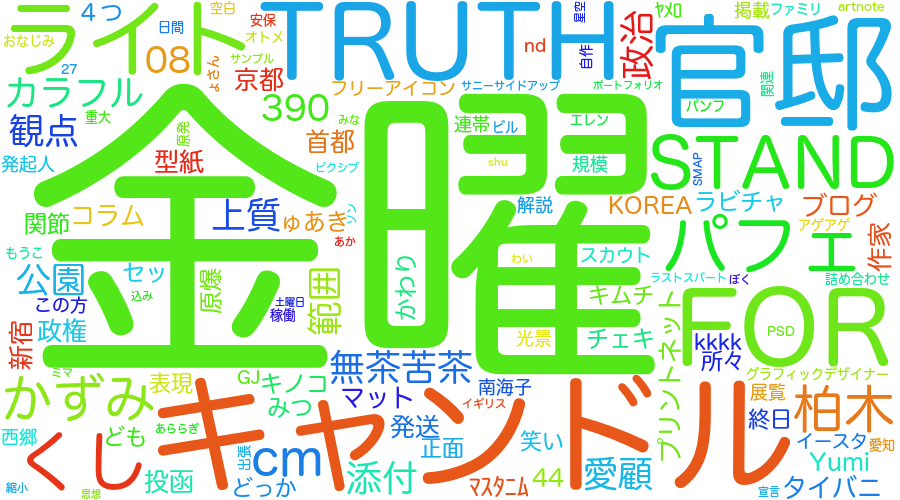 ライト
TRUTH
官邸
金曜
STAND
FOR
パフェ
キャンドル
くし
かずみ
柏木
cm
390
08
カラフル
観点
4つ
日間
空白
安保
オトメ
サンプル
nd
政治
ﾔﾒﾛ
掲載
ファミリ
artnote
星空
自作
関連
おなじみ
27
よさん
京都
フリーアイコン
サニーサイドアップ
ポートフォリオ
パンフ
重大
原発
みな
連帯
ビル
エレン
首都
発起人
型紙
ピクシブ
shu
規模
SMAP
関節
コラム
上質
ゅあき
ソン
解説
KOREA
ラビチャ
ブログ
アゲアゲ
作家
もうこ
公園
セッ
原爆
範囲
あか
かわり
わい
スカウト
ラストスパート
ぼく
詰め合わせ
込み
この方
土曜日
稼働
キムチ
新宿
政権
光景
チェキ
プリントネット
kkkk
所々
PSD
ミマ
無茶苦茶
グラフィックデザイナー
表現
GJ
キノコ
マット
南海子
イギリス
みつ
展覧
西郷
ども
あららぎ
発送
正面
笑い
終日
イースタ
愛知
出張
添付
ﾏｽﾀﾆﾑ
44
愛顧
Yumi
縮小
思想
投函
どっか
宣言
タイバニ